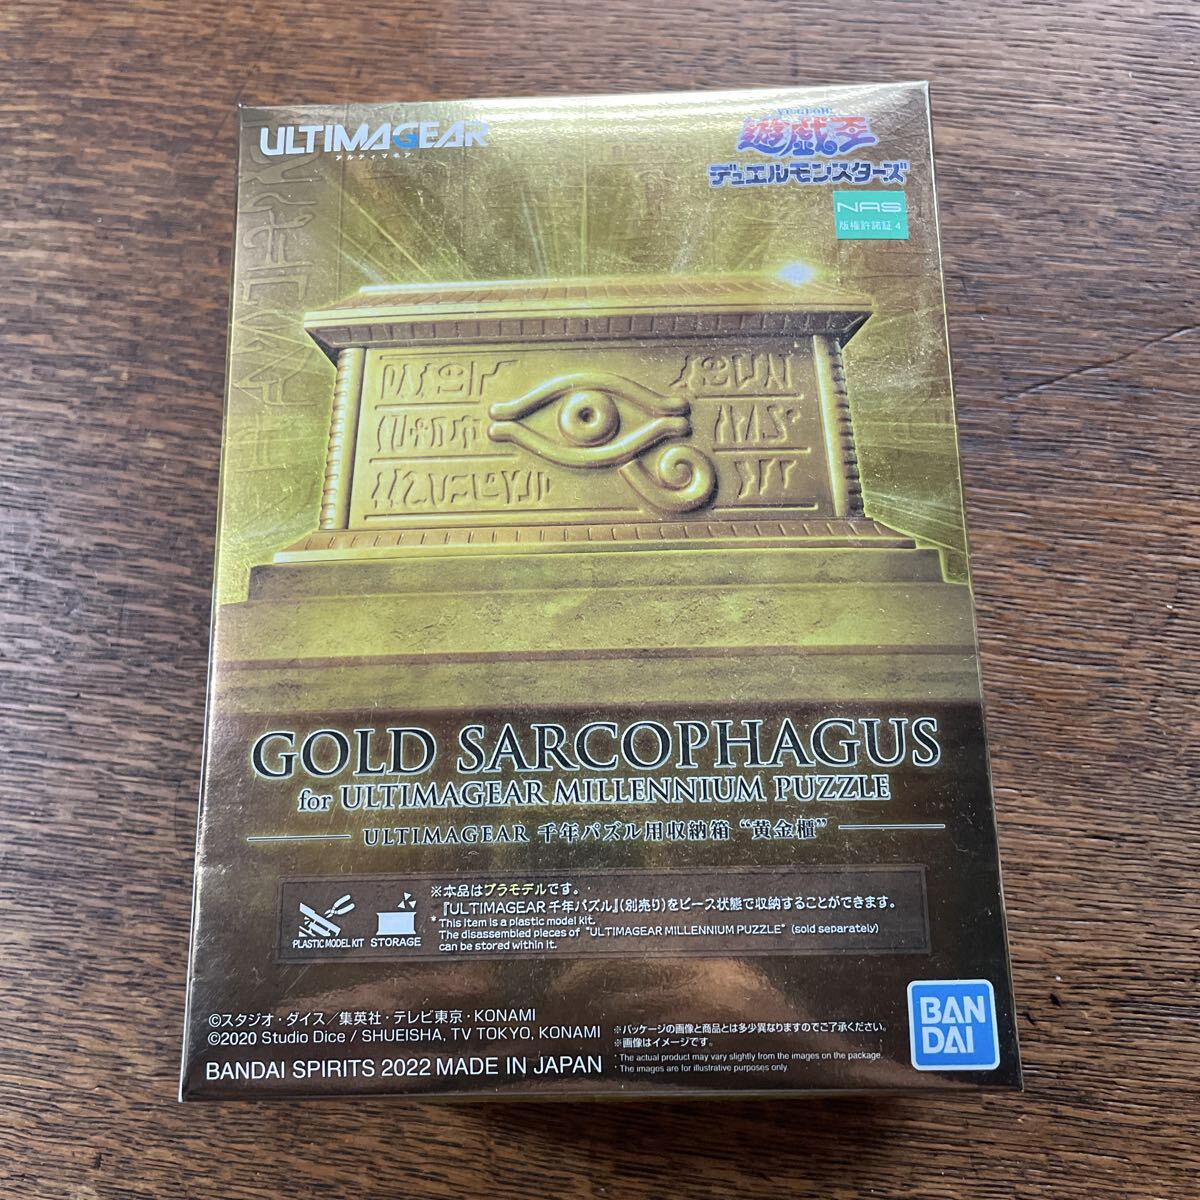 ULTIMAGEAR
アルティマギア
YU-GI-OH!
遊戯王
デュエルモンスターズ
NAS
版権許諾証 4
GOLD SARCOPHAGUS
for ULTIMAGEAR MILLENNIUM PUZZLE
ULTIMAGEAR 千年パズル用収納箱 “黄金櫃”
※本品はプラモデルです。
『ULTIMAGEAR 千年パズル』(別売り)をピース状態で収納することができます。
* This item is a plastic model kit.
The disassembled pieces of "ULTIMAGEAR MILLENNIUM PUZZLE" (sold separately)
can be stored within it.
PLASTIC MODEL KIT STORAGE
©スタジオ・ダイス/集英社・テレビ東京・KONAMI
©2020 Studio Dice / SHUEISHA, TV TOKYO, KONAMI
BANDAI SPIRITS 2022 MADE IN JAPAN
※パッケージの画像と商品とは多少異なりますのでご了承ください。
※画像はイメージです。
* The actual product may vary slightly from the images on the package.
* The images are for illustrative purposes only.
BAN
DAI